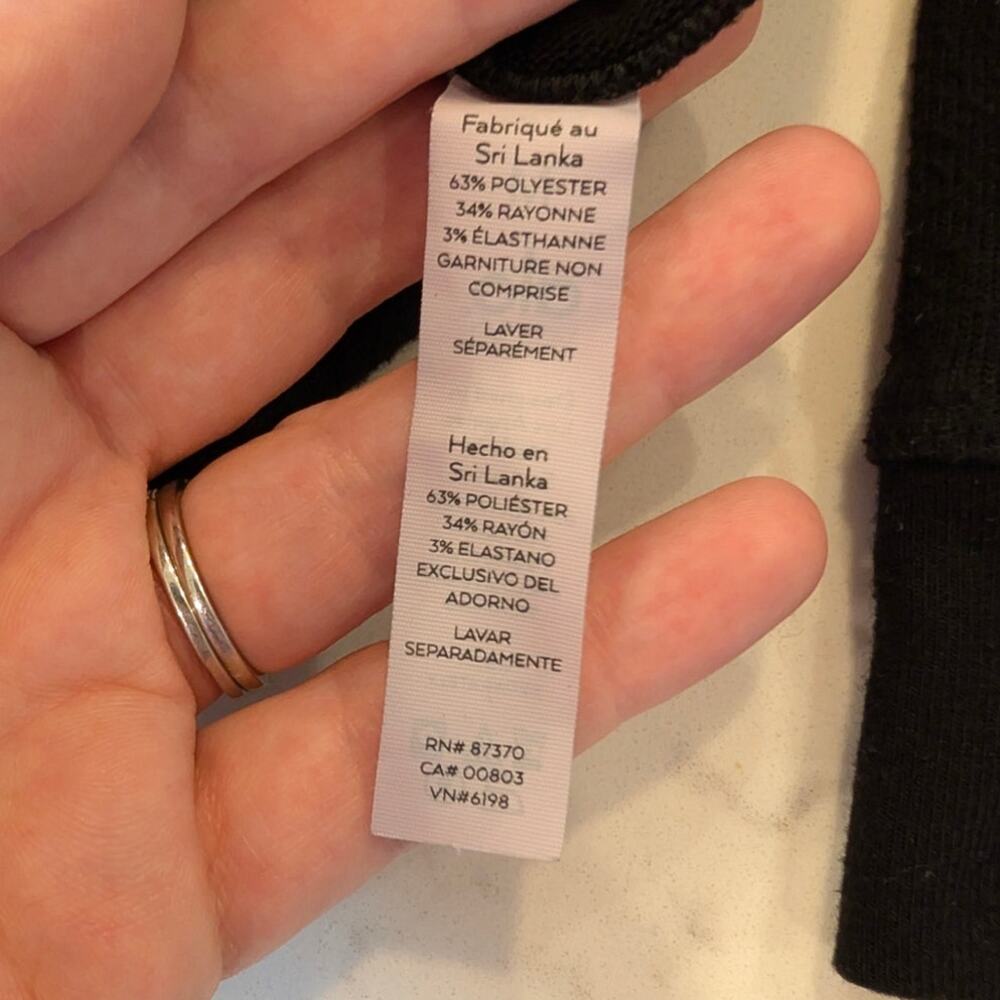 Fabriqué au
Sri Lanka
63% POLYESTER
34% RAYONNE
3% ÉLASTHANNE
GARNITURE NON
COMPRISE
LAVER
SÉPARÉMENT
Hecho en
Sri Lanka
63% POLIÉSTER
34% RAYÓN
3% ELASTANO
EXCLUSIVO DEL
ADORNO
LAVAR
SEPARADAMENTE
RN# 87370
CA# 00803
VN#6198